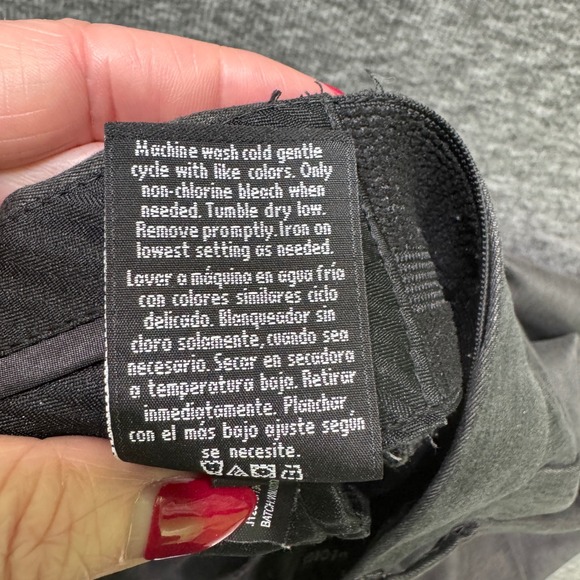 Machine wash cold gentle
cycle with like colors. Only
non-chlorine bleach when
needed. Tumble dry low.
Remove promptly. Iron on
lowest setting as needed.
Lavar a máquina en agua fría
con colores similares ciclo
delicado. Blanqueador sin
cloro solamente, cuando sea
necesario. Secar en secadora
a temperatura baja. Retirar
inmediatamente. Planchar
con el más bajo ajuste según
se necesite.
BATCH: